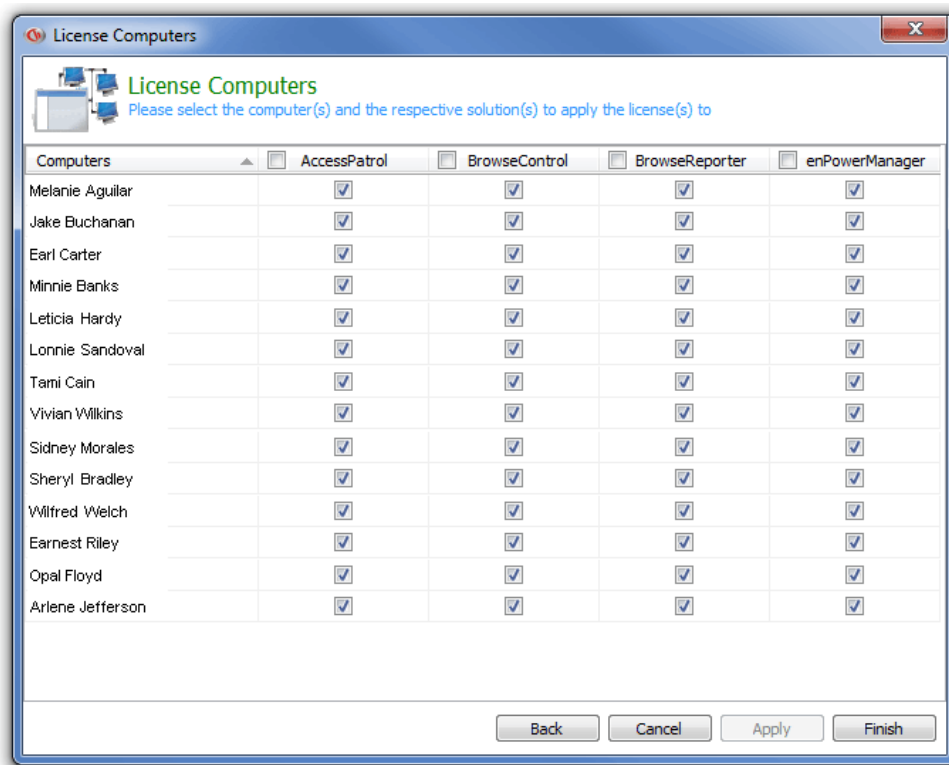 License Computers
License Computers
Please select the computer(s) and the respective solution(s) to apply the license(s) to
Computers AccessPatrol BrowseControl BrowseReporter enPowerManager
Melanie Aguilar
Jake Buchanan
Earl Carter
Minnie Banks
Leticia Hardy
Lonnie Sandoval
Tami Cain
Vivian Wilkins
Sidney Morales
Sheryl Bradley
Wilfred Welch
Earnest Riley
Opal Floyd
Arlene Jefferson
Back Cancel Apply Finish